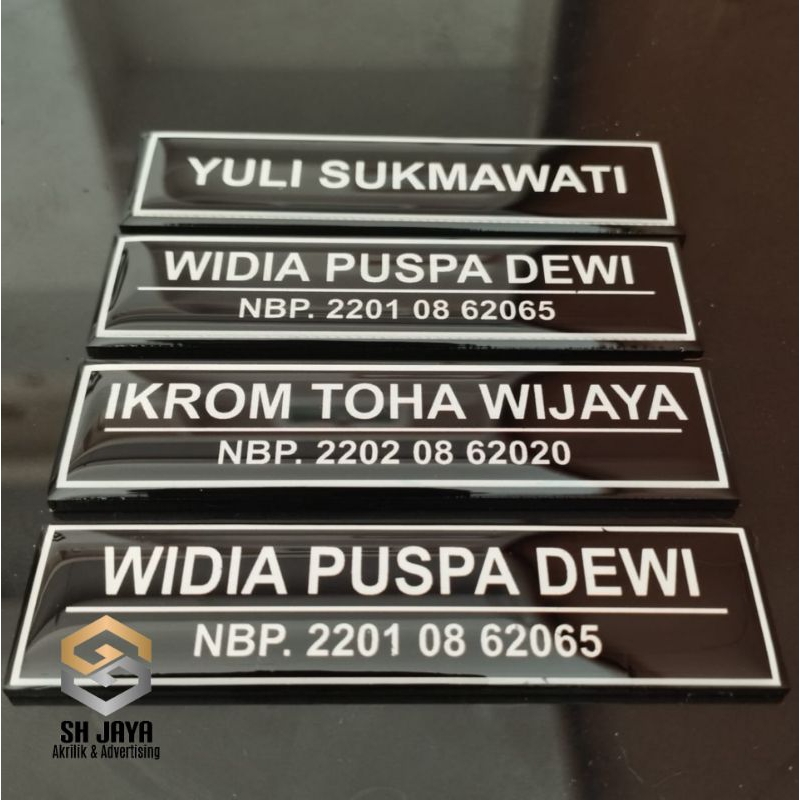 YULI SUKMAWATI
WIDIA PUSPA DEWI
NBP. 2201 08 62065
IKROM TOHA WIJAYA
NBP. 2202 08 62020
WIDIA PUSPA DEWI
NBP. 2201 08 62065
SH JAYA
Akrilik & Advertising